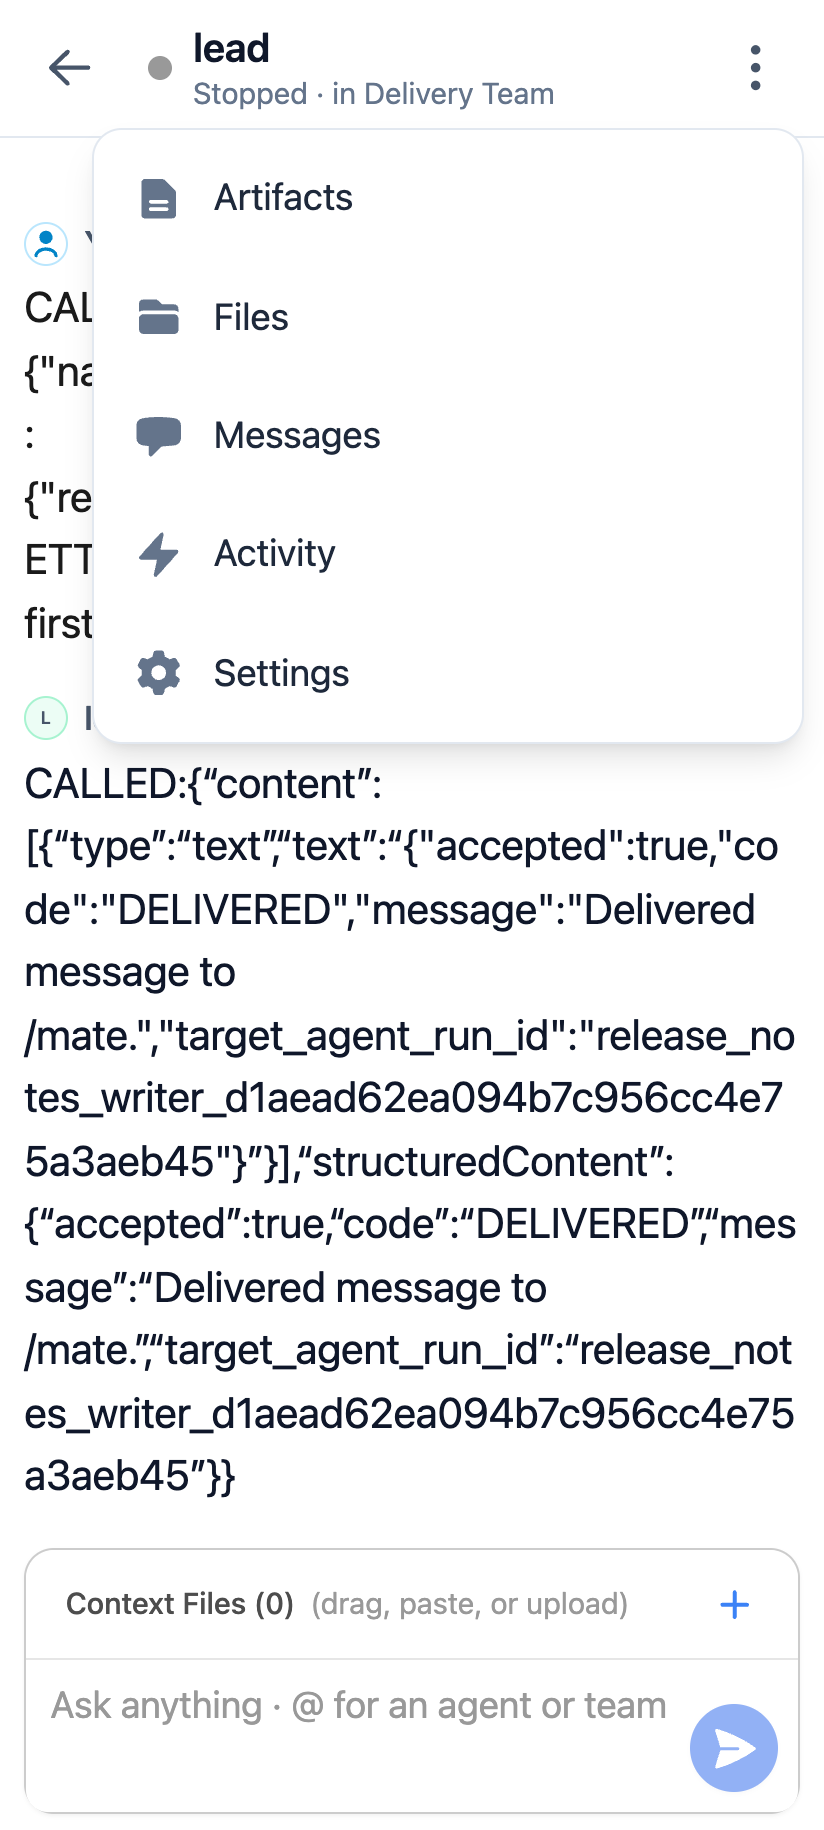 lead
Stopped · in Delivery Team
Artifacts
Files
Messages
Activity
Settings
CAL
{"na
:
{"re
ETT
first
L
CALLED:{“content”:
[{“type”:“text”,“text”:“{"accepted":true,"co
de":"DELIVERED","message":"Delivered
message to
/mate.","target_agent_run_id":"release_no
tes_writer_d1aead62ea094b7c956cc4e7
5a3aeb45"}”}],“structuredContent”:
{“accepted”:true,“code”:“DELIVERED”,“mes
sage”:“Delivered message to
/mate.”,“target_agent_run_id”:“release_not
es_writer_d1aead62ea094b7c956cc4e75
a3aeb45”}}
Context Files (0) (drag, paste, or upload)
Ask anything · @ for an agent or team